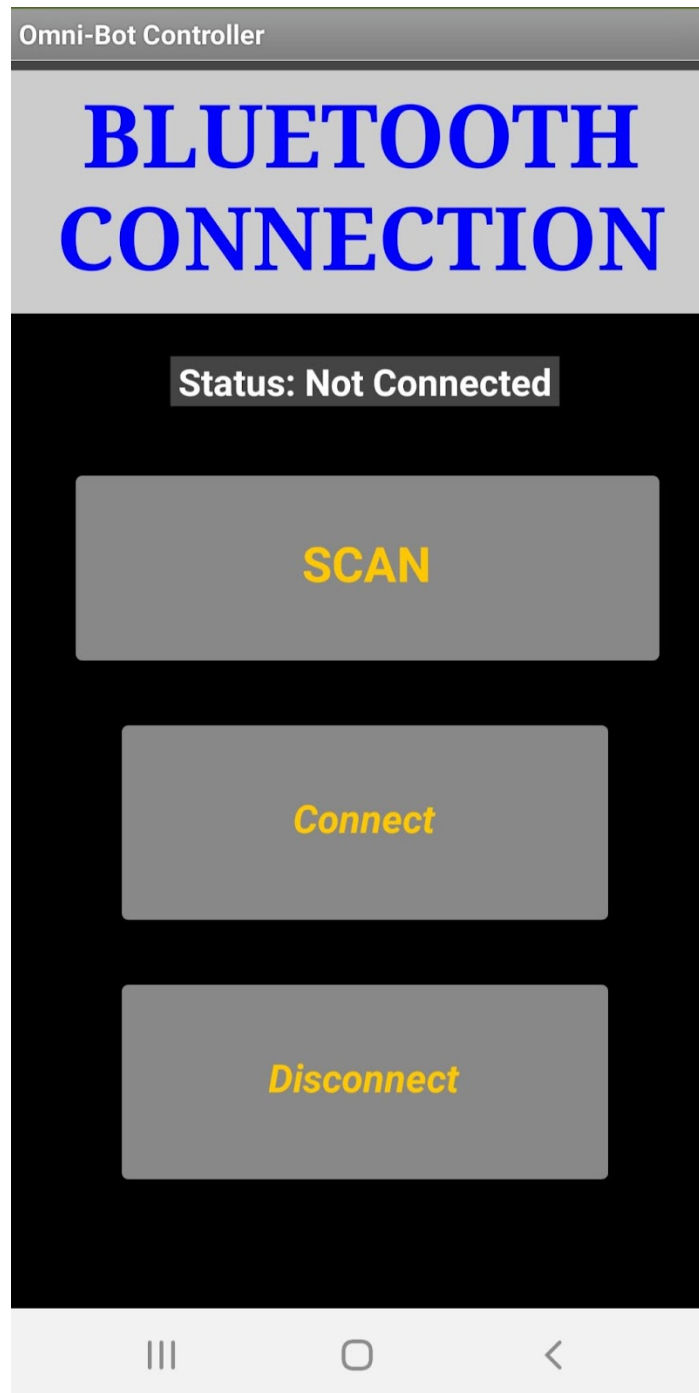 Omni-Bot Controller
BLUETOOTH
CONNECTION
Status: Not Connected
SCAN
Connect
Disconnect